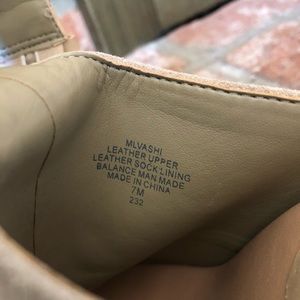 MLVASHI
LEATHER UPPER
LEATHER SOCK LINING
BALANCE MAN MADE
MADE IN CHINA
7M
232